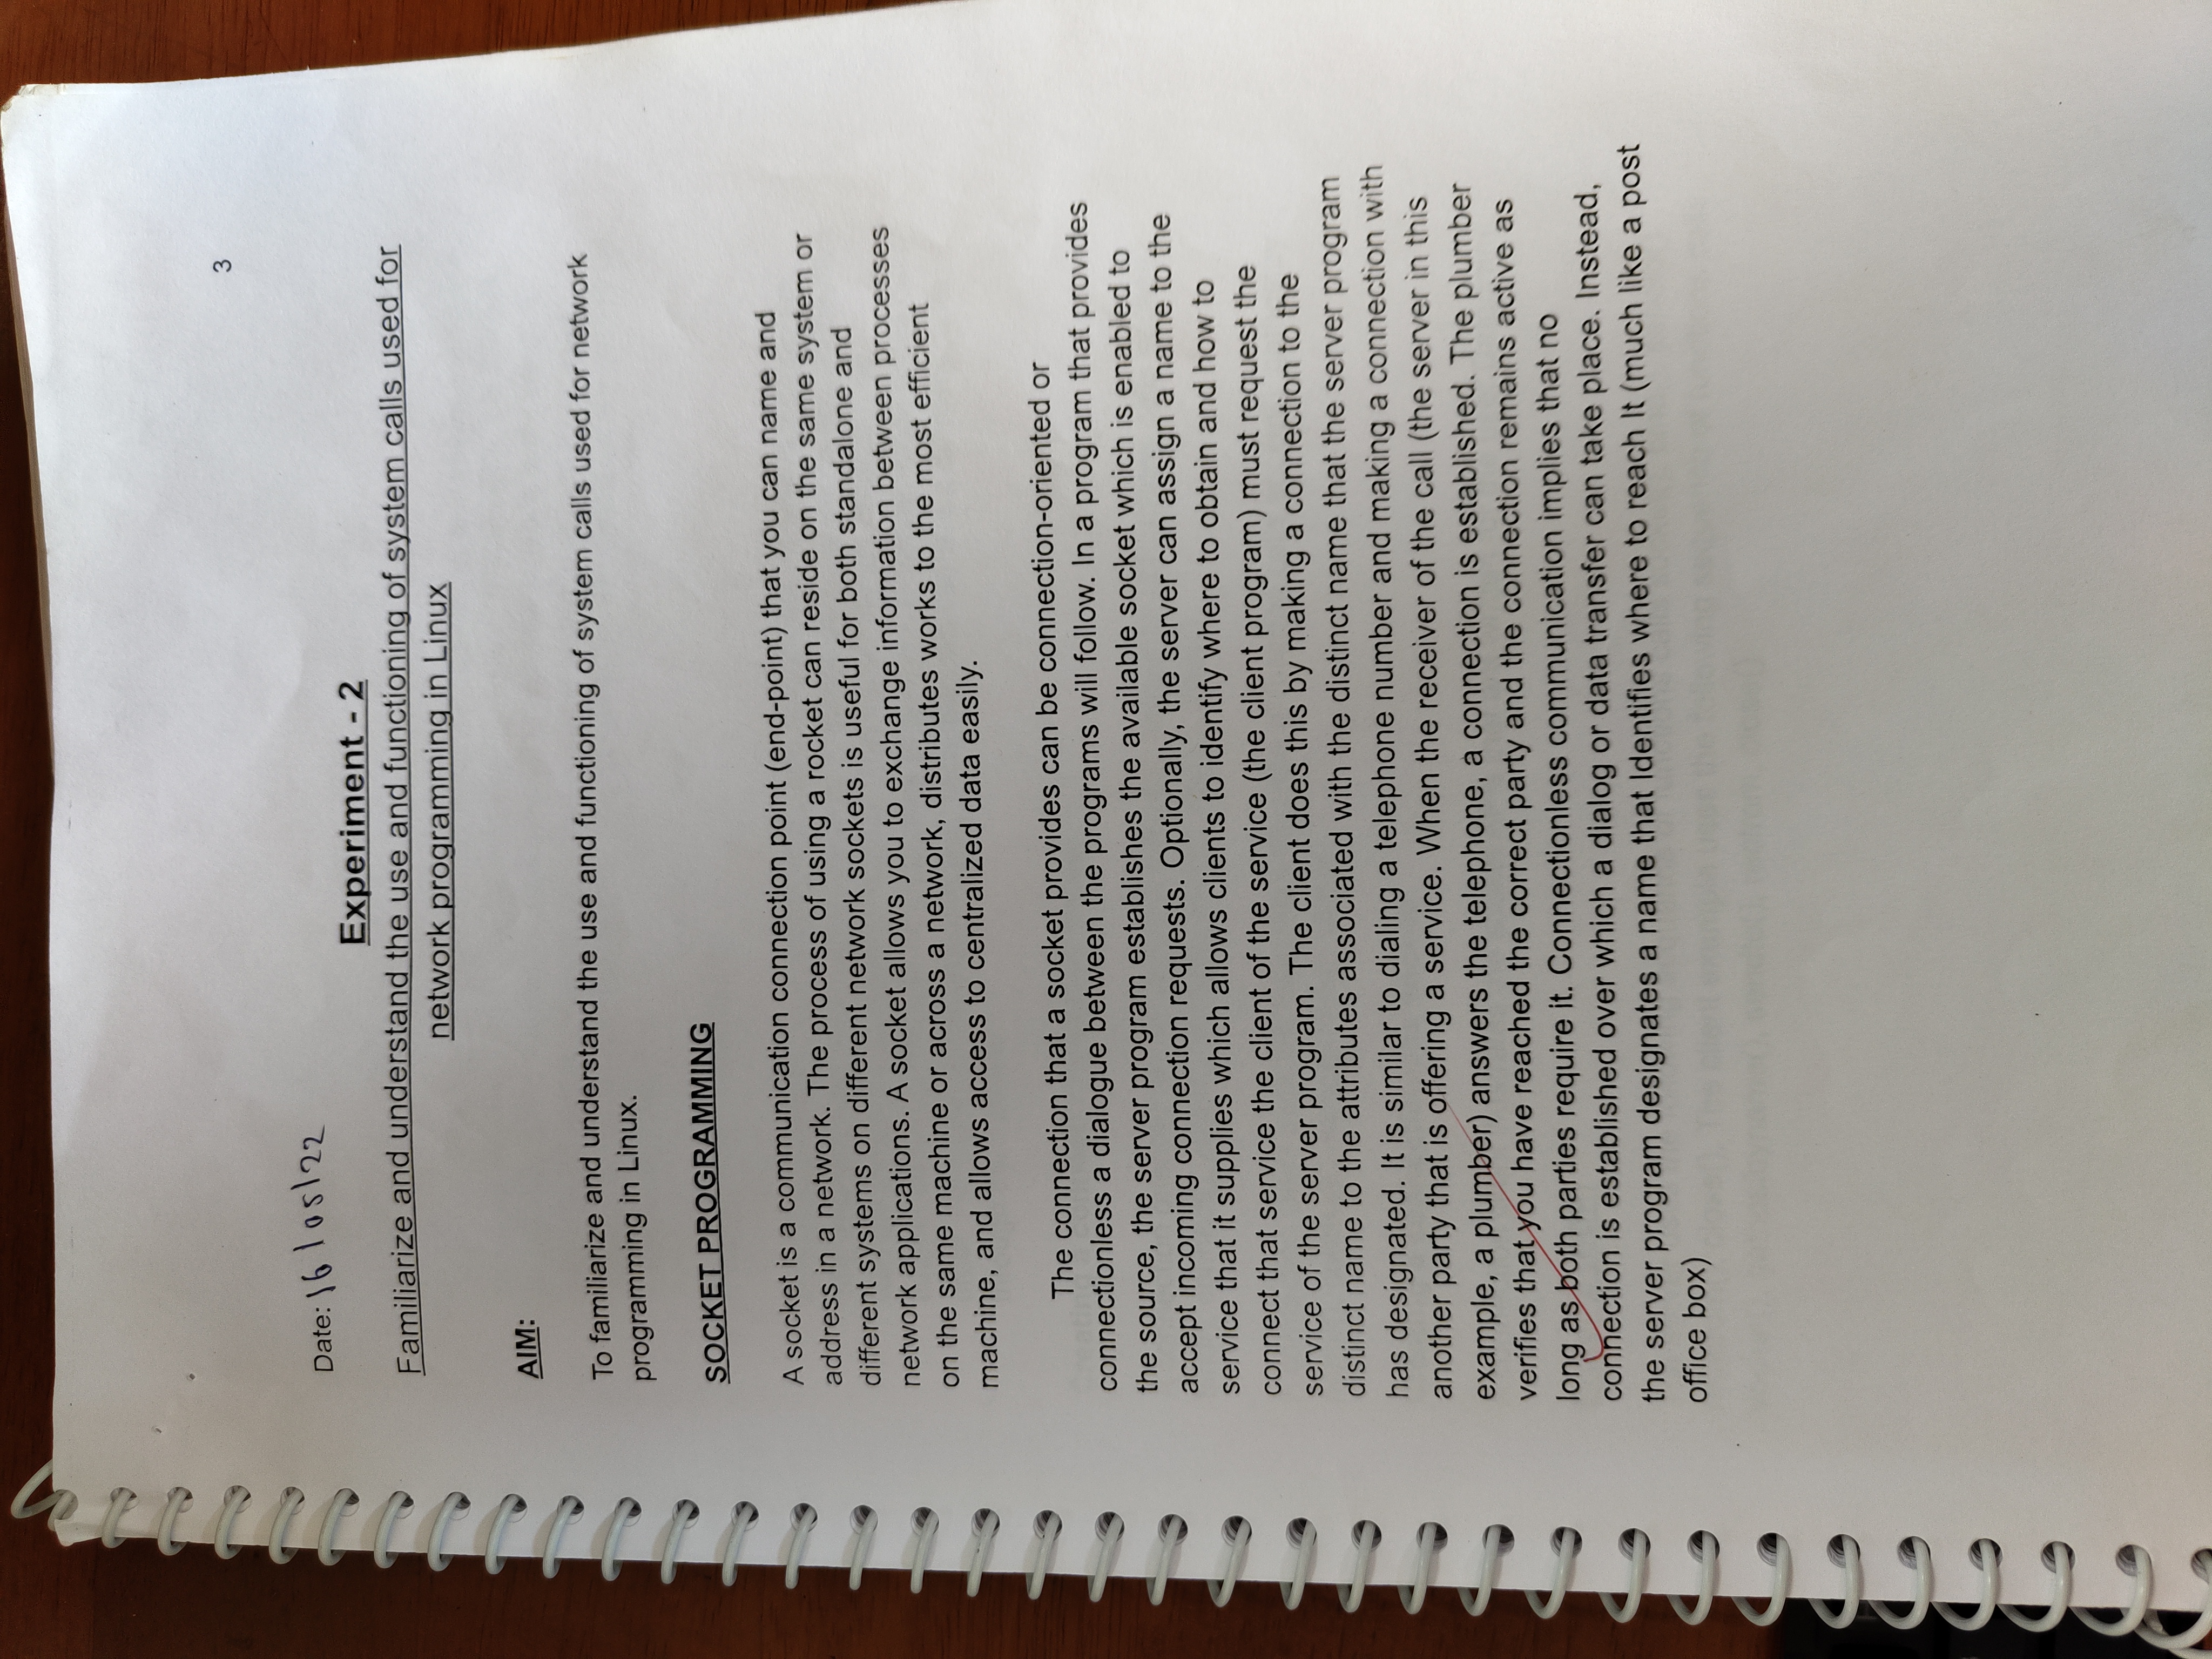 3
Date: 16/05/22
Experiment - 2
Familiarize and understand the use and functioning of system calls used for
network programming in Linux
AIM:
To familiarize and understand the use and functioning of system calls used for network
programming in Linux.
SOCKET PROGRAMMING
A socket is a communication connection point (end-point) that you can name and
address in a network. The process of using a rocket can reside on the same system or
different systems on different network sockets is useful for both standalone and
network applications. A socket allows you to exchange information between processes
on the same machine or across a network, distributes works to the most efficient
machine, and allows access to centralized data easily.
The connection that a socket provides can be connection-oriented or
connectionless a dialogue between the programs will follow. In a program that provides
the source, the server program establishes the available socket which is enabled to
accept incoming connection requests. Optionally, the server can assign a name to the
service that it supplies which allows clients to identify where to obtain and how to
connect that service the client of the service (the client program) must request the
service of the server program. The client does this by making a connection to the
distinct name to the attributes associated with the distinct name that the server program
has designated. It is similar to dialing a telephone number and making a connection with
another party that is offering a service. When the receiver of the call (the server in this
example, a plumber) answers the telephone, a connection is established. The plumber
verifies that you have reached the correct party and the connection remains active as
long as both parties require it. Connectionless communication implies that no
connection is established over which a dialog or data transfer can take place. Instead,
the server program designates a name that Identifies where to reach It (much like a post
office box)